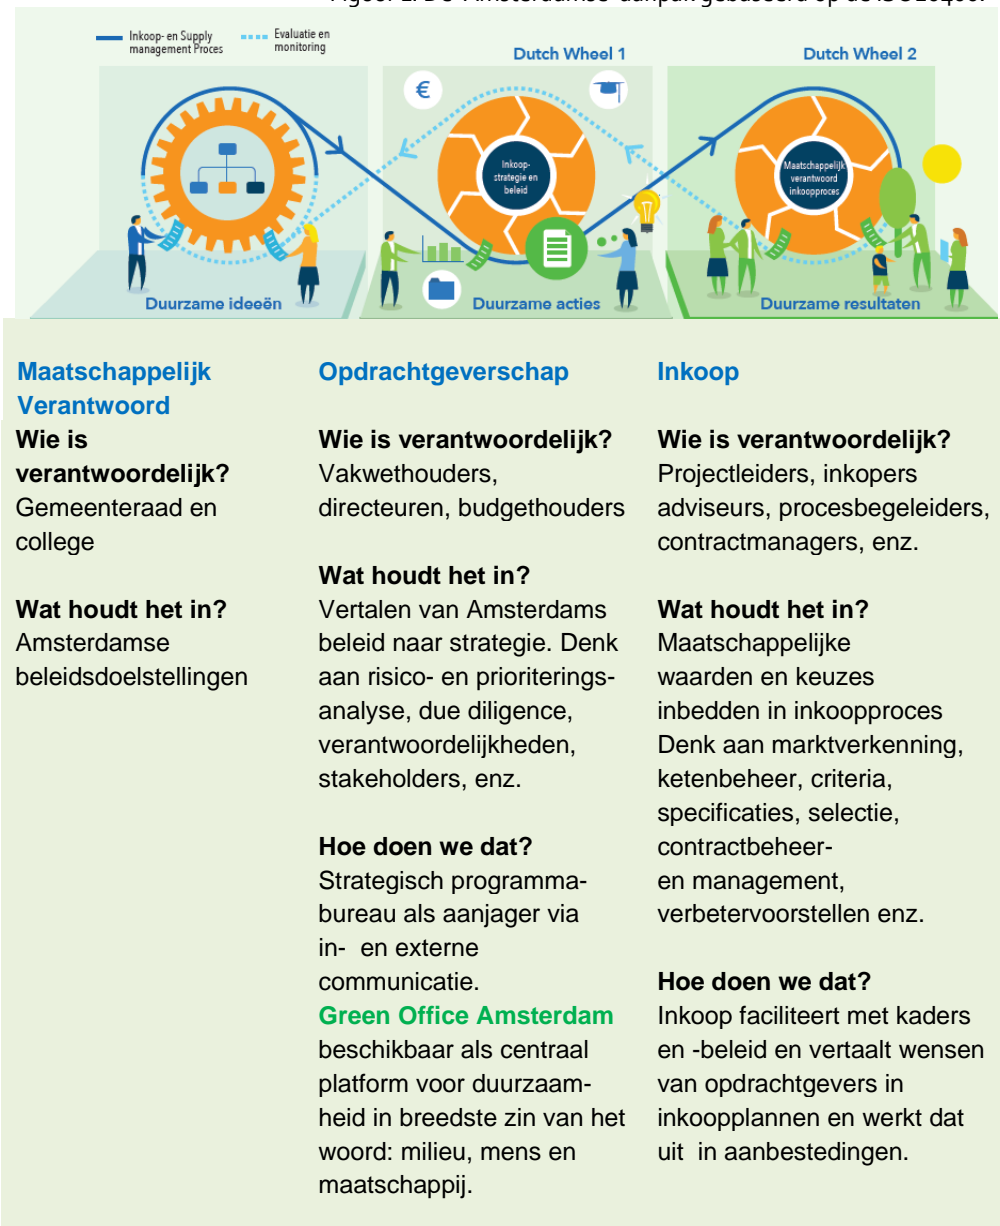 Inkoop- en Supply
management Proces
Evaluatie en
monitoring
Dutch Wheel 1
Dutch Wheel 2
€
Inkoop-
strategie en
beleid
Maatschappelijk
verantwoord
inkoopproces
Duurzame ideeën
Duurzame acties
Duurzame resultaten
Maatschappelijk
Verantwoord
Wie is
verantwoordelijk?
Gemeenteraad en
college
Wat houdt het in?
Amsterdamse
beleidsdoelstellingen
Opdrachtgeverschap
Wie is verantwoordelijk?
Vakwethouders,
directeuren, budgethouders
Wat houdt het in?
Vertalen van Amsterdams
beleid naar strategie. Denk
aan risico- en prioriterings-
analyse, due diligence,
verantwoordelijkheden,
stakeholders, enz.
Hoe doen we dat?
Strategisch programma-
bureau als aanjager via
in- en externe
communicatie.
Green Office Amsterdam
beschikbaar als centraal
platform voor duurzaam-
heid in breedste zin van het
woord: milieu, mens en
maatschappij.
Inkoop
Wie is verantwoordelijk?
Projectleiders, inkopers
adviseurs, procesbegeleiders,
contractmanagers, enz.
Wat houdt het in?
Maatschappelijke
waarden en keuzes
inbedden in inkoopproces
Denk aan marktverkenning,
ketenbeheer, criteria,
specificaties, selectie,
contractbeheer-
en management,
verbetervoorstellen enz.
Hoe doen we dat?
Inkoop faciliteert met kaders
en -beleid en vertaalt wensen
van opdrachtgevers in
inkoopplannen en werkt dat
uit in aanbestedingen.